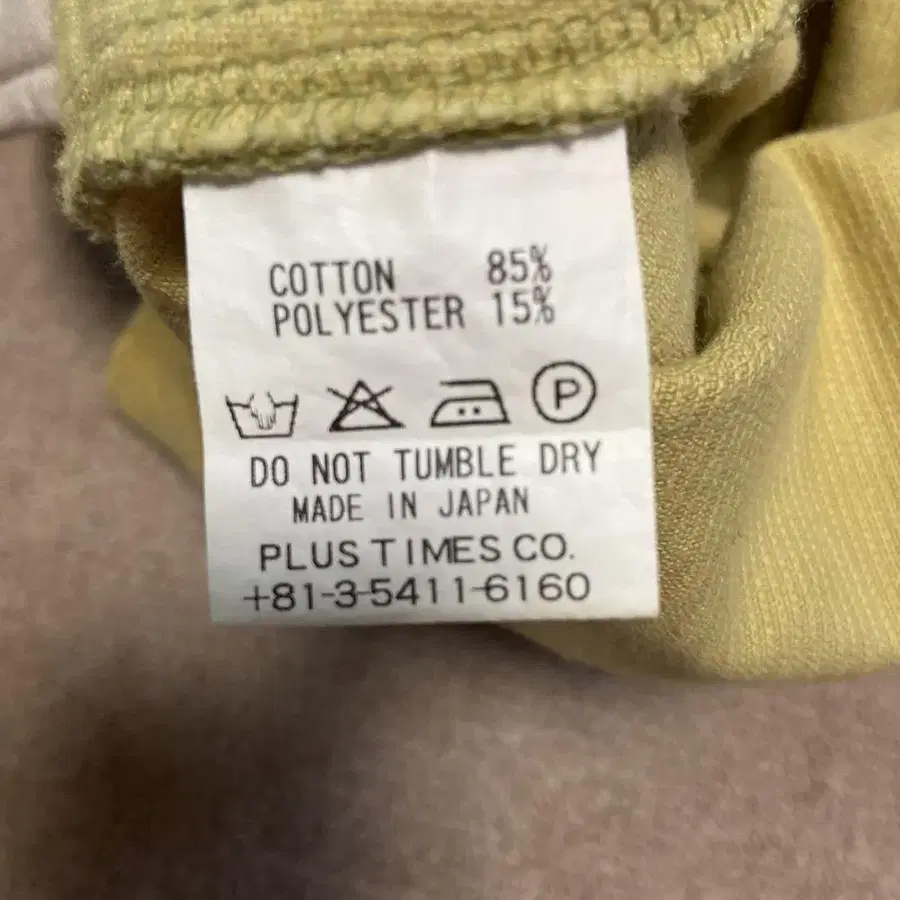 COTTON 85%
POLYESTER 15%
P
DO NOT TUMBLE DRY
MADE IN JAPAN
PLUS TIMES CO.
+81-3-5411-6160